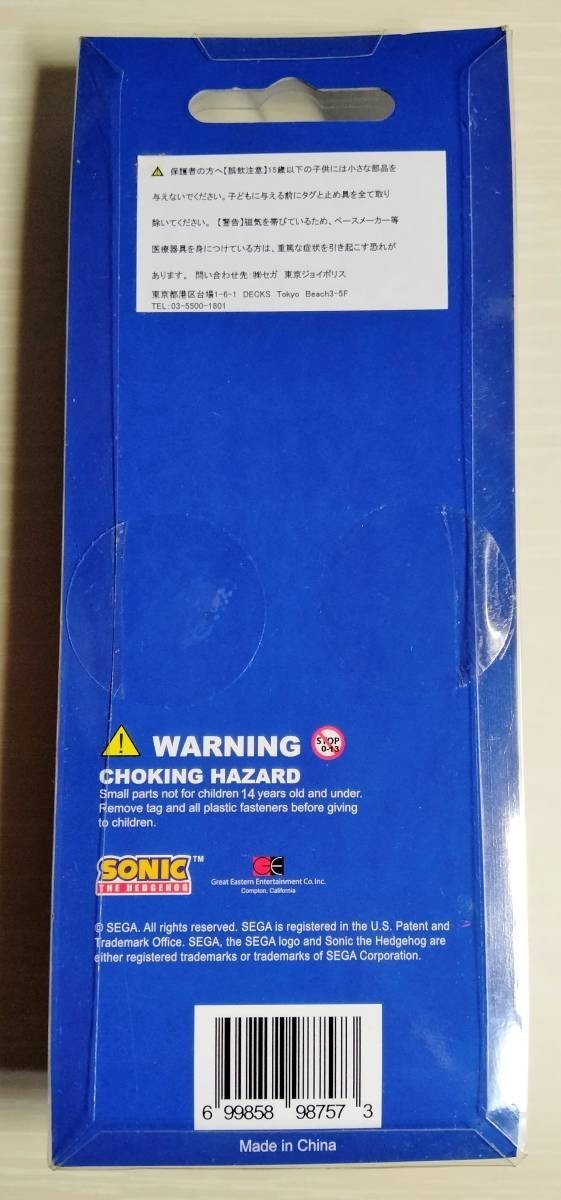 ⚠ 保護者の方へ【誤飲注意】15歳以下の子供には小さな部品を
与えないでください。子どもに与える前にタグと止め具を全て取り
除いてください。【警告】磁気を帯びているため、ペースメーカー等
医療器具を身につけている方は、重篤な症状を引き起こす恐れが
あります。 問い合わせ先：㈱セガ 東京ジョイポリス
東京都港区台場1-6-1 DECKS Tokyo Beach3-5F
TEL:03-5500-1801
WARNING
STOP
0-13
CHOKING HAZARD
Small parts not for children 14 years old and under.
Remove tag and all plastic fasteners before giving
to children.
SONIC™
THE HEDGEHOG
GE
Great Eastern Entertainment Co. Inc.
Compton, California
© SEGA. All rights reserved. SEGA is registered in the U.S. Patent and
Trademark Office. SEGA, the SEGA logo and Sonic the Hedgehog are
either registered trademarks or trademarks of SEGA Corporation.
6 99858 98757 3
Made in China